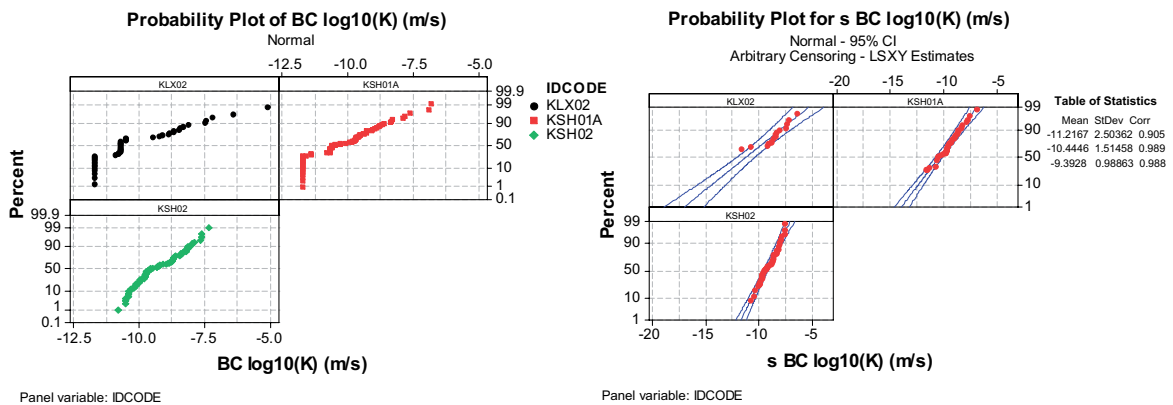 Probability Plot of BC log10(K) (m/s)
Normal
-12.5 -10.0 -7.5 -5.0
KLX02 KSH01A
99.9
99
90
50
10
1
0.1
IDCODE
KLX02
KSH01A
KSH02
Percent
KSH02
99.9
99
90
50
10
1
0.1
-12.5 -10.0 -7.5 -5.0
BC log10(K) (m/s)
Panel variable: IDCODE
Probability Plot for s BC log10(K) (m/s)
Normal - 95% CI
Arbitrary Censoring - LSXY Estimates
-20 -15 -10 -5
KLX02 KSH01A
99
90
50
10
1
Table of Statistics
Mean StDev Corr
-11.2167 2.50362 0.905
-10.4446 1.51458 0.989
-9.3928 0.98863 0.988
Percent
KSH02
99
90
50
10
1
-20 -15 -10 -5
s BC log10(K) (m/s)
Panel variable: IDCODE